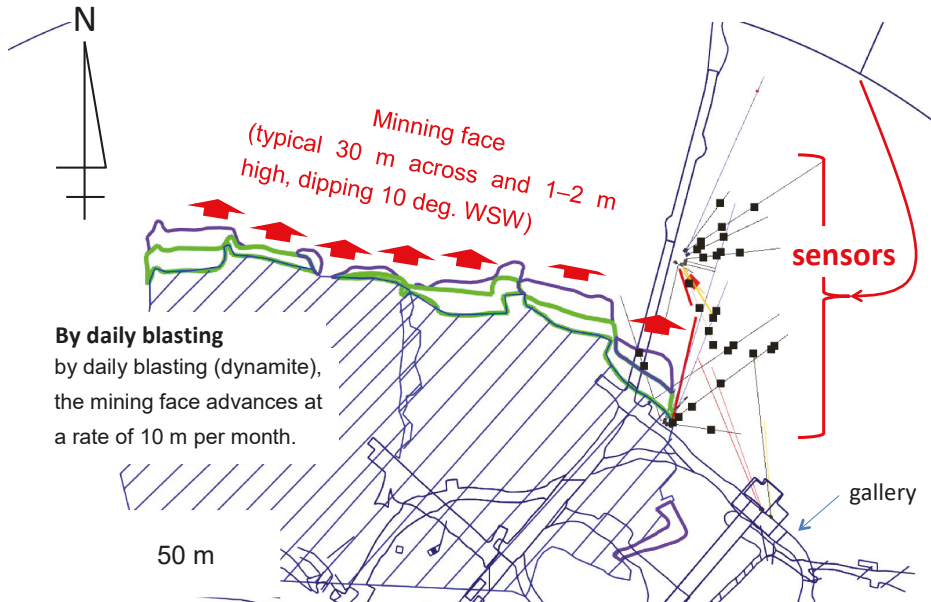 N
Minning face
(typical 30 m across and 1–2 m
high, dipping 10 deg. WSW)
sensors
By daily blasting
by daily blasting (dynamite),
the mining face advances at
a rate of 10 m per month.
gallery
50 m